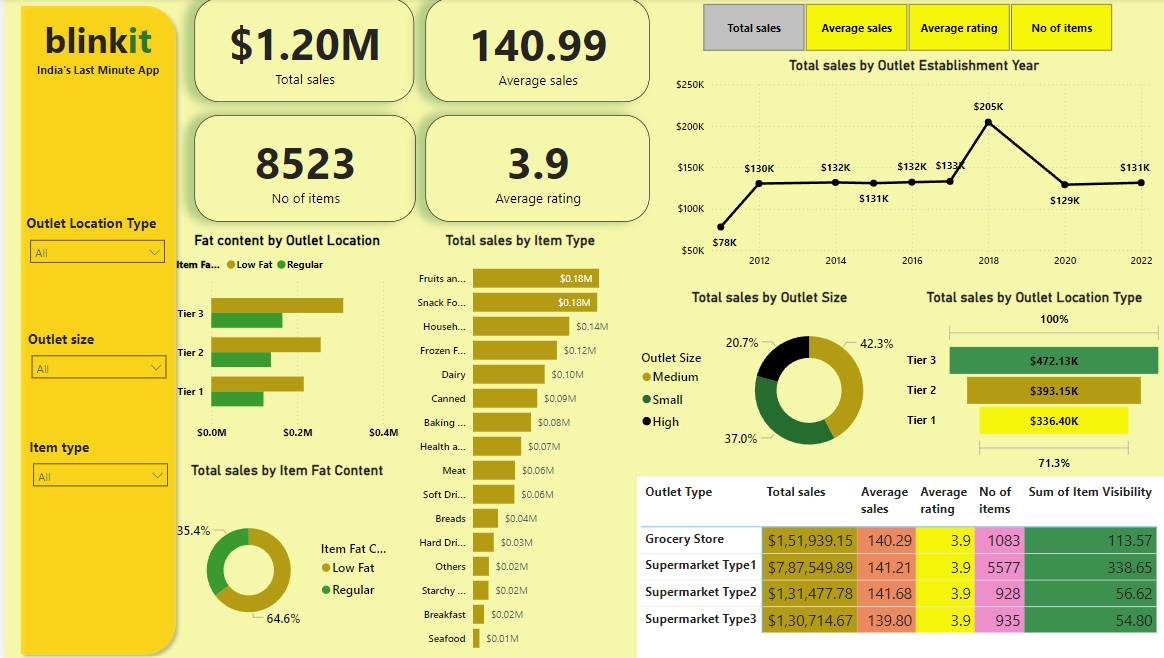 blinkit
India's Last Minute App
Outlet Location Type
All
Outlet size
All
Item type
All
$1.20M
Total sales
140.99
Average sales
8523
No of items
3.9
Average rating
Total sales
Average sales
Average rating
No of items
Total sales by Outlet Establishment Year
$250K
$200K
$150K
$100K
$50K
$78K
$130K
$132K
$131K
$132K
$133K
$205K
$129K
$131K
2012
2014
2016
2018
2020
2022
Fat content by Outlet Location
Item Fa...
Low Fat
Regular
Tier 3
Tier 2
Tier 1
$0.0M
$0.2M
$0.4M
Total sales by Item Fat Content
35.4%
64.6%
Item Fat C...
Low Fat
Regular
Total sales by Item Type
Fruits an... $0.18M
Snack Fo... $0.18M
Househ... $0.14M
Frozen F... $0.12M
Dairy $0.10M
Canned $0.09M
Baking ... $0.08M
Health a... $0.07M
Meat $0.06M
Soft Dri... $0.06M
Breads $0.04M
Hard Dri... $0.03M
Others $0.02M
Starchy ... $0.02M
Breakfast $0.02M
Seafood $0.01M
Total sales by Outlet Size
Outlet Size
Medium
Small
High
20.7%
42.3%
37.0%
Total sales by Outlet Location Type
100%
Tier 3 $472.13K
Tier 2 $393.15K
Tier 1 $336.40K
71.3%
Outlet Type Total sales Average sales Average rating No of items Sum of Item Visibility
Grocery Store $1,51,939.15 140.29 3.9 1083 113.57
Supermarket Type1 $7,87,549.89 141.21 3.9 5577 338.65
Supermarket Type2 $1,31,477.78 141.68 3.9 928 56.62
Supermarket Type3 $1,30,714.67 139.80 3.9 935 54.80